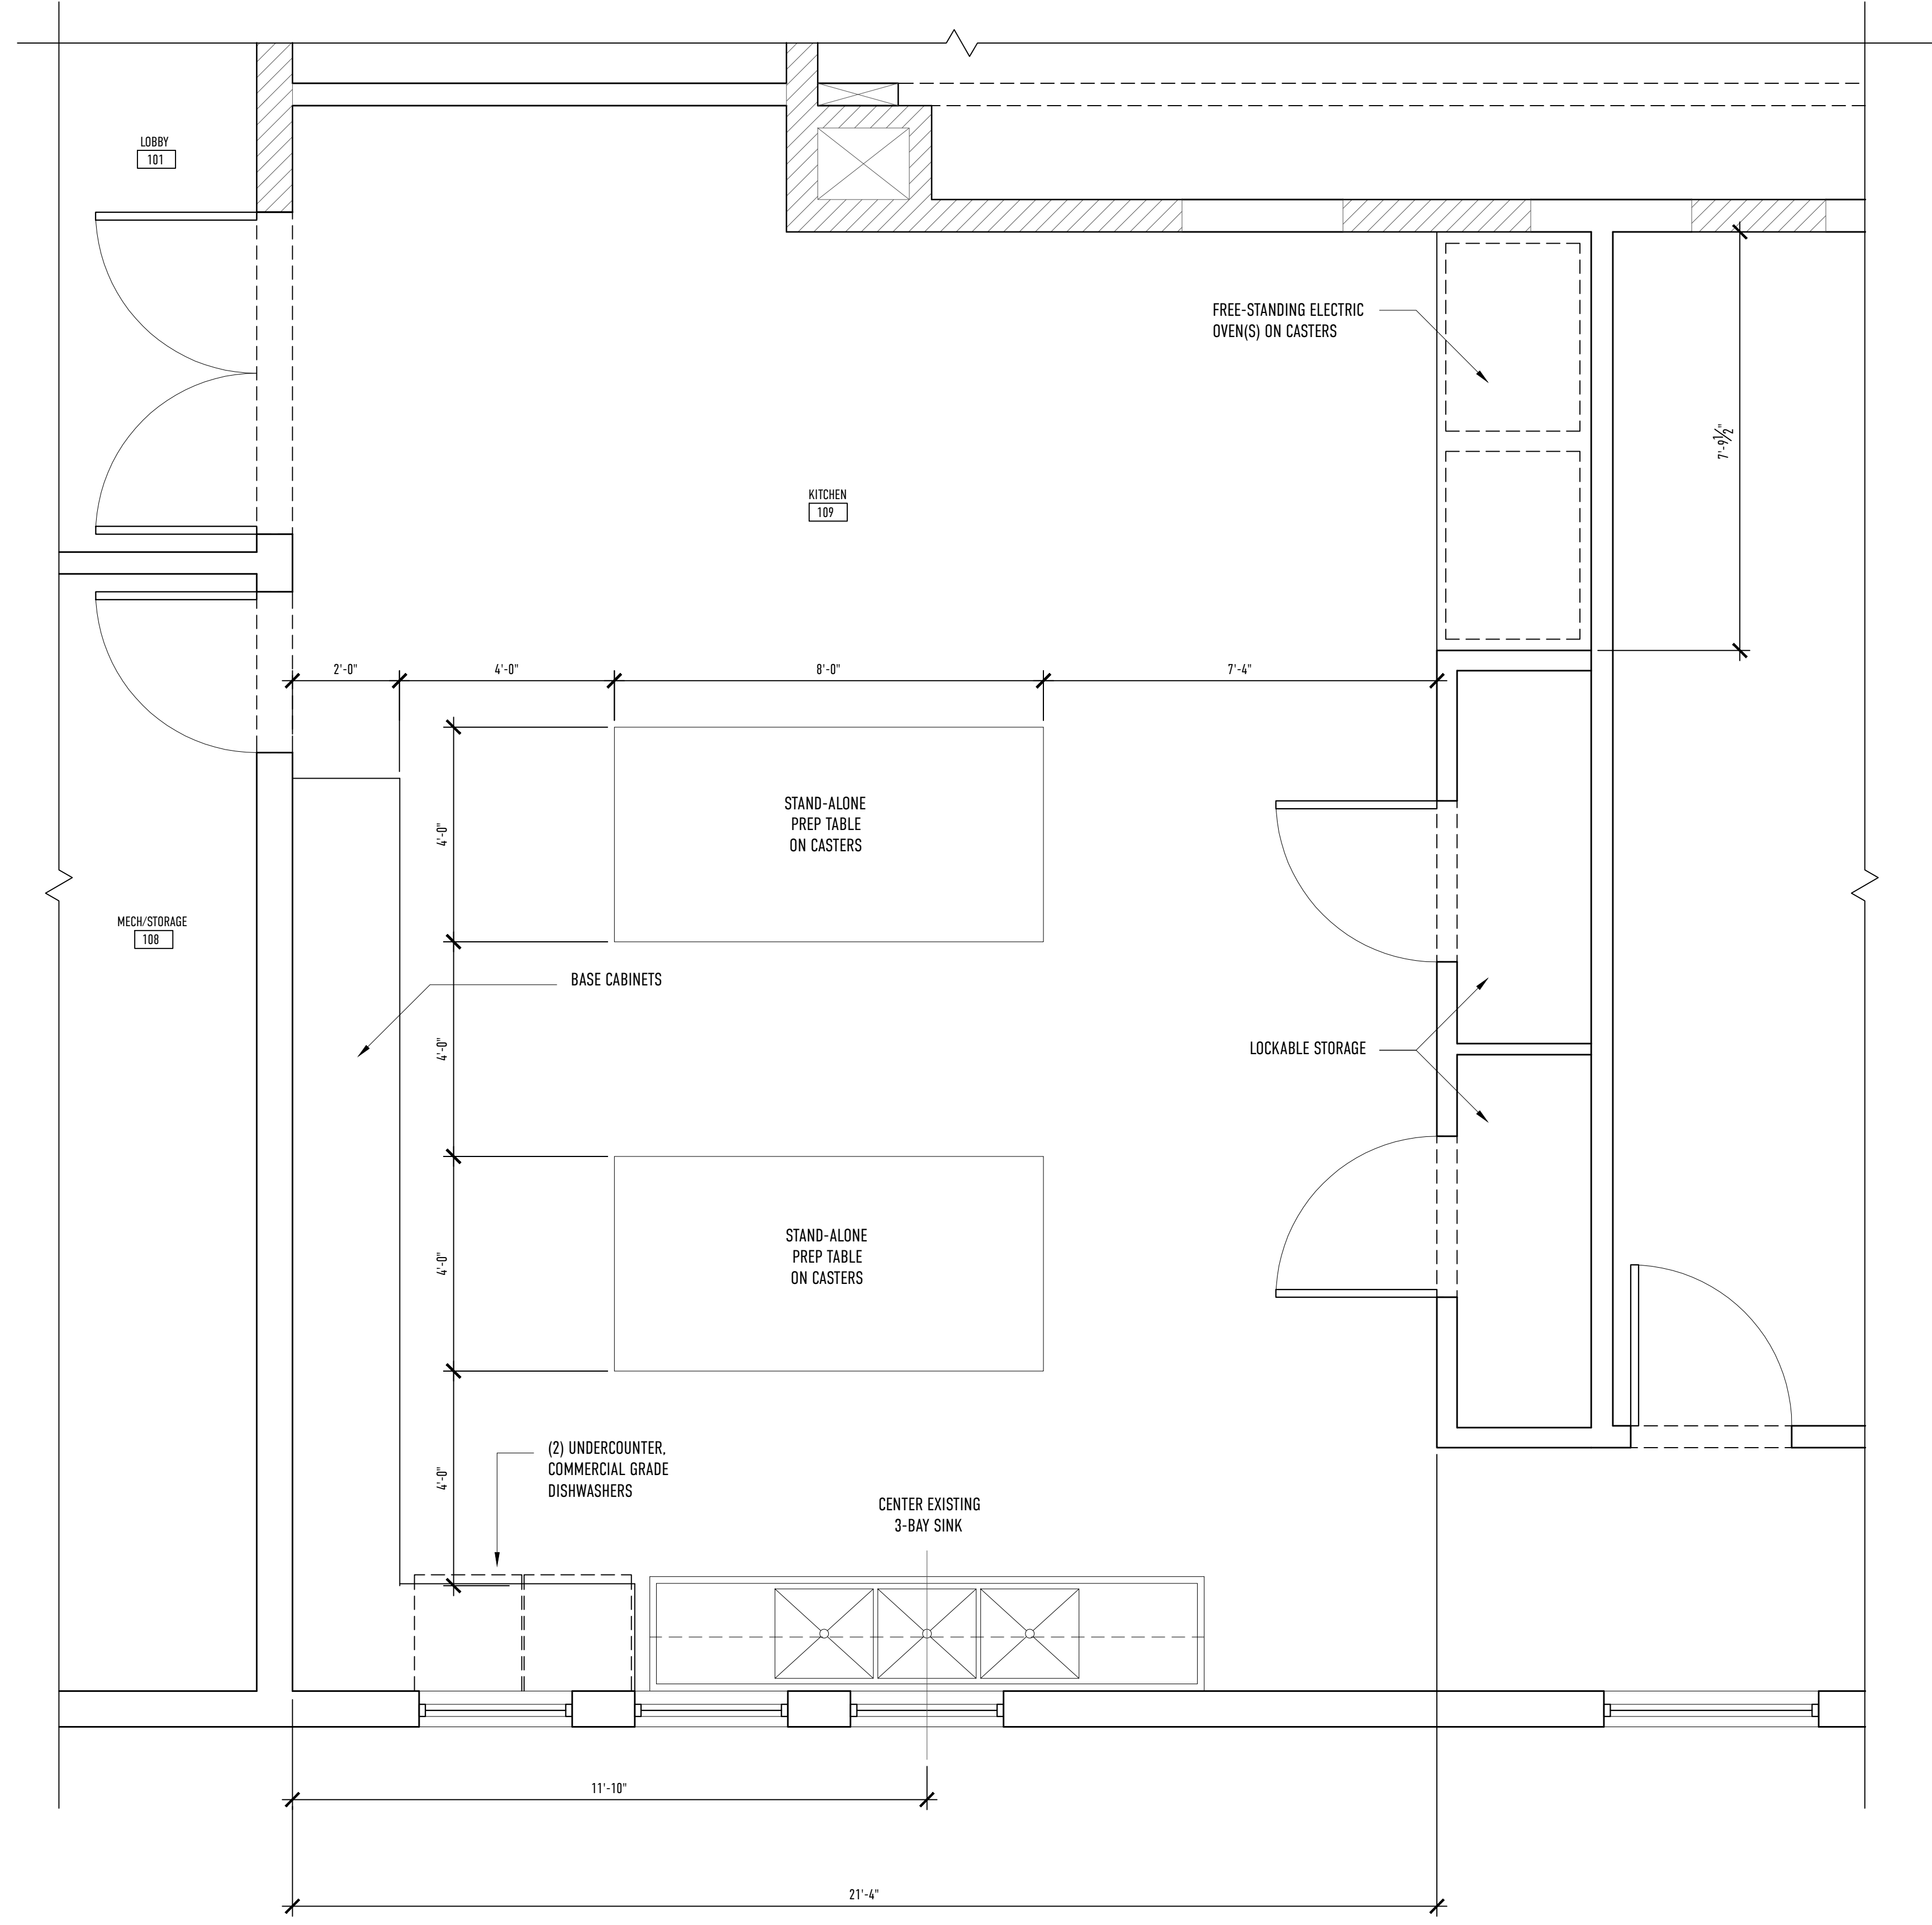 LOBBY
101
FREE-STANDING ELECTRIC
OVEN(S) ON CASTERS
7'-9½"
KITCHEN
109
2'-0"
4'-0"
8'-0"
7'-4"
STAND-ALONE
PREP TABLE
ON CASTERS
4'-0"
MECH/STORAGE
108
BASE CABINETS
4'-0"
LOCKABLE STORAGE
STAND-ALONE
PREP TABLE
ON CASTERS
4'-0"
(2) UNDERCOUNTER,
COMMERCIAL GRADE
DISHWASHERS
4'-0"
CENTER EXISTING
3-BAY SINK
11'-10"
21'-4"